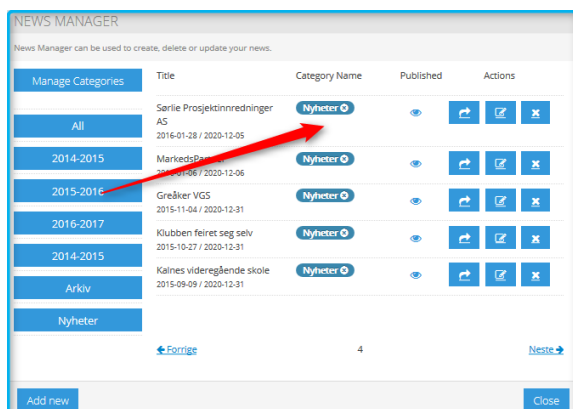 NEWS MANAGER
News Manager can be used to create, delete or update your news.
Manage Categories
All
2014-2015
2015-2016
2016-2017
2014-2015
Arkiv
Nyheter
Title Category Name Published Actions
Sørlie Prosjektinnredninger
AS
2016-01-28 / 2020-12-05
Nyheter
2020-12-06
Nyheter
Greåker VGS
2015-11-04 / 2020-12-31
Nyheter
Klubben feiret seg selv
2015-10-27 / 2020-12-31
Nyheter
Kalnes videregående skole
2015-09-09 / 2020-12-31
Nyheter
Forrige 4 Neste
Add new Close